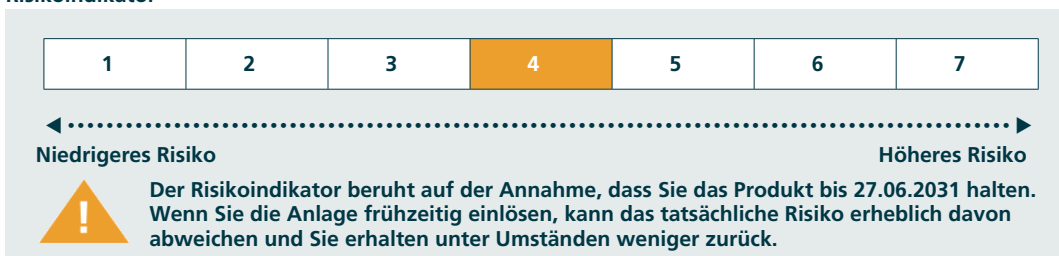 Risikoindikator
1 2 3 4 5 6 7
Niedrigeres Risiko Höheres Risiko
! Der Risikoindikator beruht auf der Annahme, dass Sie das Produkt bis 27.06.2031 halten.
Wenn Sie die Anlage frühzeitig einlösen, kann das tatsächliche Risiko erheblich davon
abweichen und Sie erhalten unter Umständen weniger zurück.